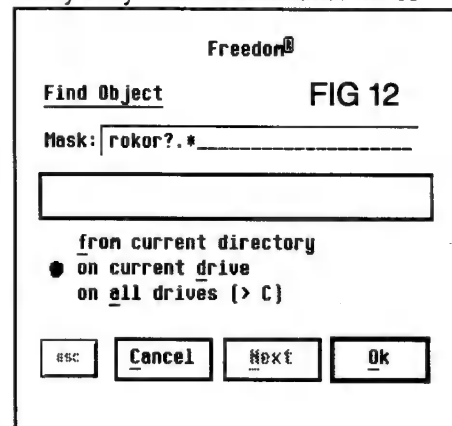 Freedom®
Find Object FIG 12
Mask: rokor?.*
from current directory
on current drive
on all drives (> C)
esc Cancel Next Ok